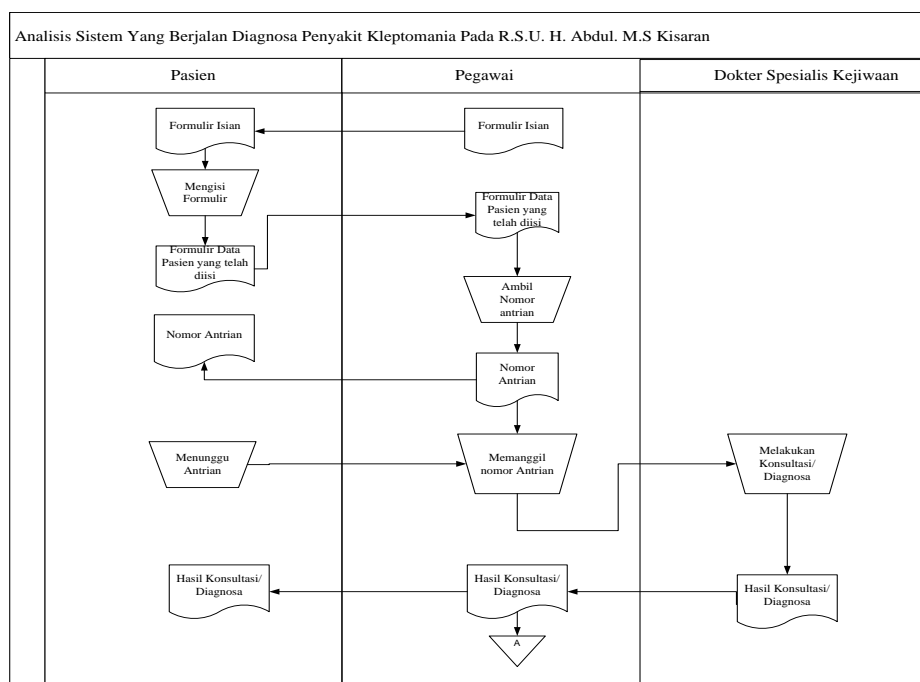 Analisis Sistem Yang Berjalan Diagnosa Penyakit Kleptomania Pada R.S.U. H. Abdul. M.S Kisaran
Pasien
Pegawai
Dokter Spesialis Kejiwaan
Formulir Isian
Formulir Isian
Mengisi
Formulir
Formulir Data
Pasien yang telah
diisi
Formulir Data
Pasien yang
telah diisi
Ambil
Nomor
antrian
Nomor Antrian
Nomor
Antrian
Menunggu
Antrian
Memanggil
nomor Antrian
Melakukan
Konsultasi/
Diagnosa
Hasil Konsultasi/
Diagnosa
Hasil Konsultasi/
Diagnosa
Hasil Konsultasi/
Diagnosa
A